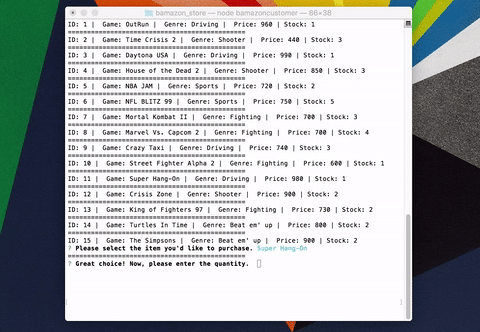 bamazon_store — node bamazoncustomer — 86×38
ID: 1 | Game: OutRun | Genre: Driving | Price: 960 | Stock: 1
==================================================
ID: 2 | Game: Time Crisis 2 | Genre: Shooter | Price: 440 | Stock: 3
==================================================
ID: 3 | Game: Daytona USA | Genre: Driving | Price: 990 | Stock: 1
==================================================
ID: 4 | Game: House of the Dead 2 | Genre: Shooter | Price: 850 | Stock: 3
==================================================
ID: 5 | Game: NBA JAM | Genre: Sports | Price: 720 | Stock: 2
==================================================
ID: 6 | Game: NFL BLITZ 99 | Genre: Sports | Price: 750 | Stock: 5
==================================================
ID: 7 | Game: Mortal Kombat II | Genre: Fighting | Price: 700 | Stock: 3
==================================================
ID: 8 | Game: Marvel Vs. Capcom 2 | Genre: Fighting | Price: 700 | Stock: 4
==================================================
ID: 9 | Game: Crazy Taxi | Genre: Driving | Price: 740 | Stock: 3
==================================================
ID: 10 | Game: Street Fighter Alpha 2 | Genre: Fighting | Price: 600 | Stock: 1
==================================================
ID: 11 | Game: Super Hang-On | Genre: Driving | Price: 980 | Stock: 1
==================================================
ID: 12 | Game: Crisis Zone | Genre: Shooter | Price: 900 | Stock: 2
==================================================
ID: 13 | Game: King of Fighters 97 | Genre: Fighting | Price: 730 | Stock: 2
==================================================
ID: 14 | Game: Turtles In Time | Genre: Beat em' up | Price: 800 | Stock: 2
==================================================
ID: 15 | Game: The Simpsons | Genre: Beat em' up | Price: 900 | Stock: 2
? Please select the item you'd like to purchase. Super Hang-On
==================================================
? Great choice! Now, please enter the quantity.